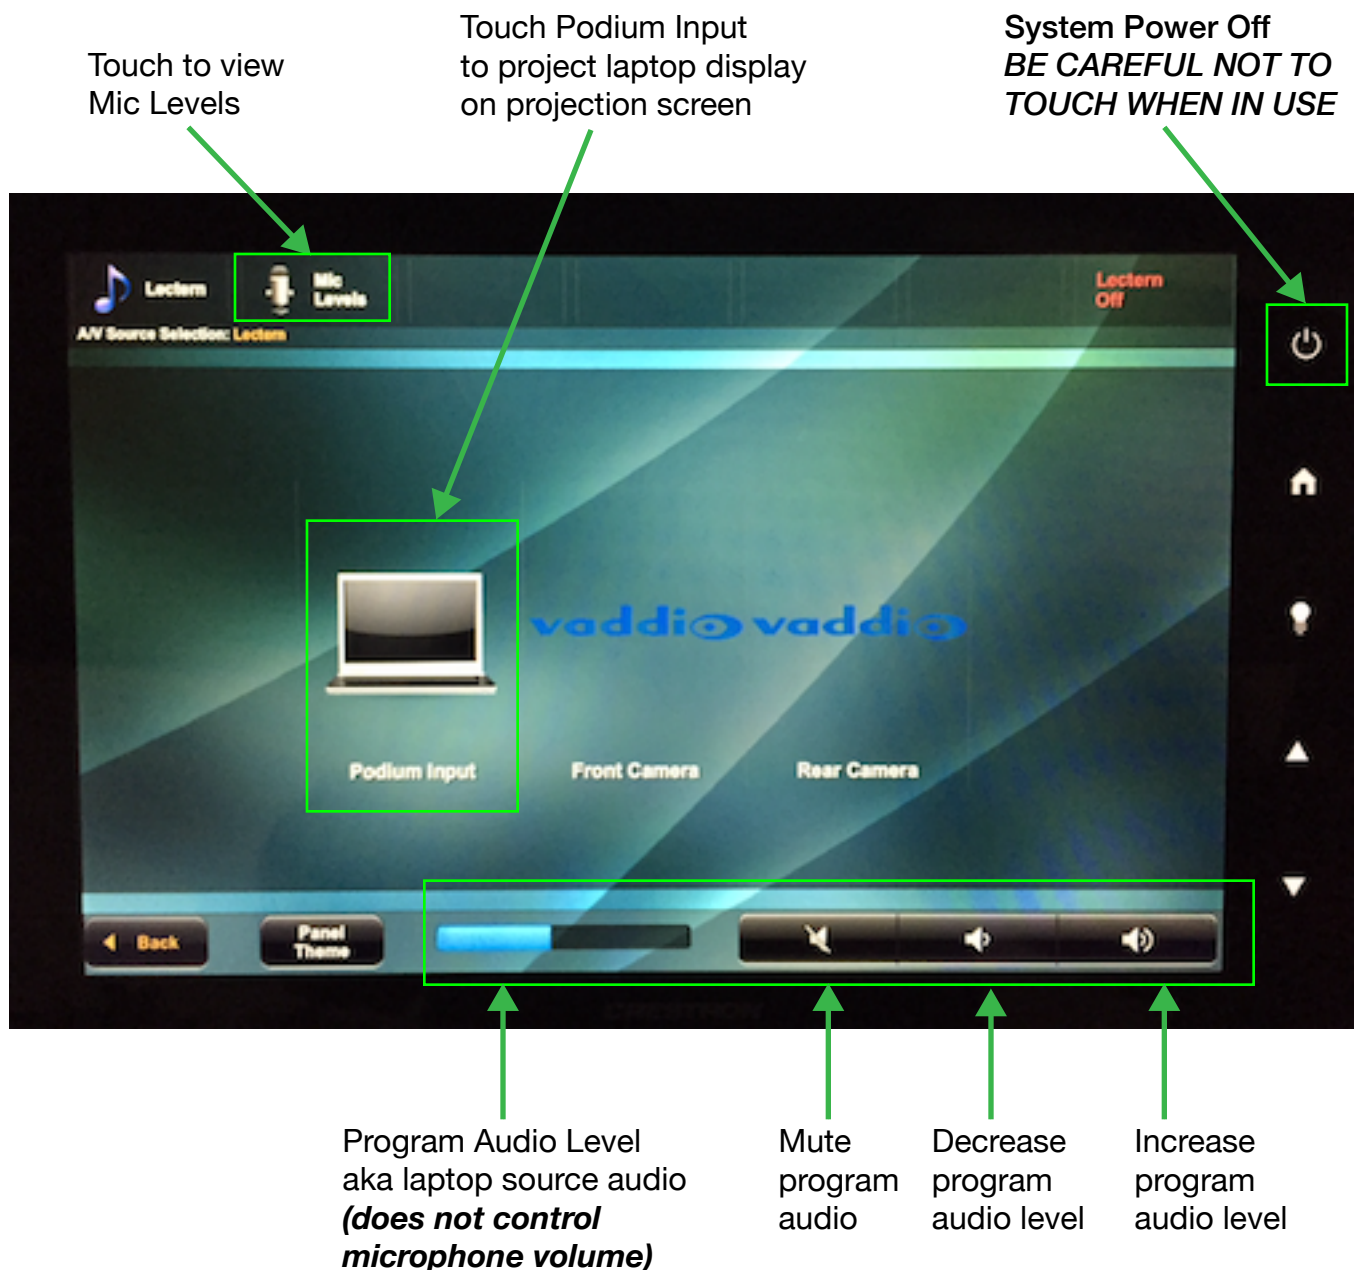 Touch to view
Mic Levels
Touch Podium Input
to project laptop display
on projection screen
System Power Off
BE CAREFUL NOT TO
TOUCH WHEN IN USE
Lectern
Mic
Levels
Lectern
Off
A/V Source Selection: Lectern
vaddio vaddio
Podium Input
Front Camera
Rear Camera
Back
Panel
Theme
CRESTRON
Program Audio Level
aka laptop source audio
(does not control
microphone volume)
Mute
program
audio
Decrease
program
audio level
Increase
program
audio level